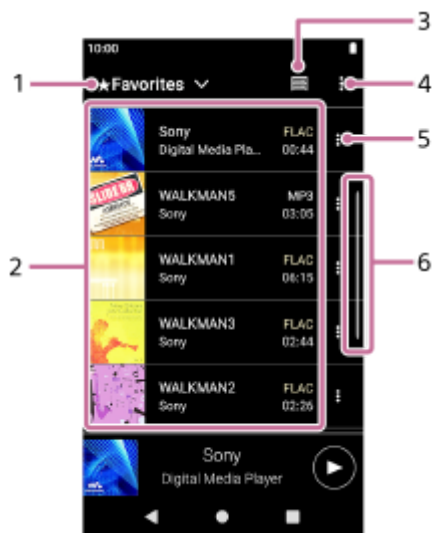 3
10:00
1
★Favorites
4
Sony
FLAC
Digital Media Pla...
00:44
5
WALKMAN5
MP3
Sony
03:05
2
WALKMAN1
FLAC
Sony
06:15
6
WALKMAN3
FLAC
Sony
02:44
WALKMAN2
FLAC
Sony
02:26
Sony
Digital Media Player